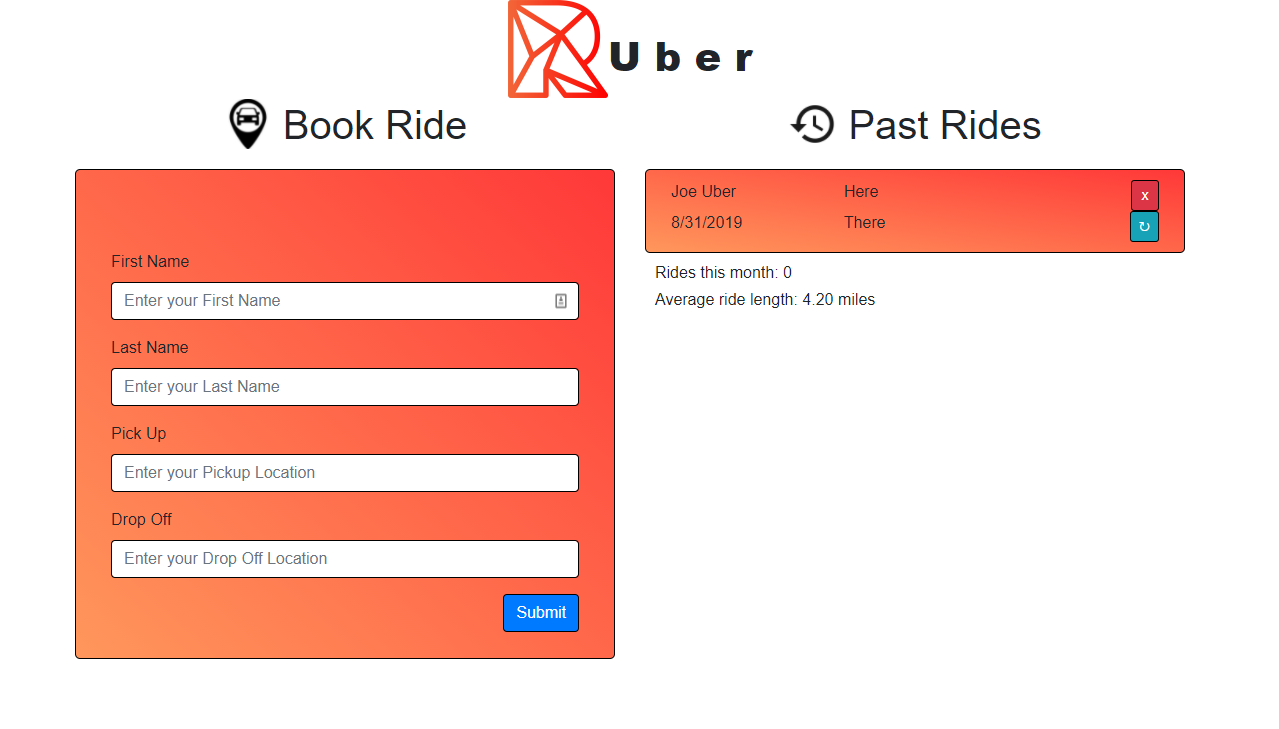 R Uber
Book Ride
First Name
Enter your First Name
Last Name
Enter your Last Name
Pick Up
Enter your Pickup Location
Drop Off
Enter your Drop Off Location
Submit
Past Rides
Joe Uber Here x
8/31/2019 There ↻
Rides this month: 0
Average ride length: 4.20 miles